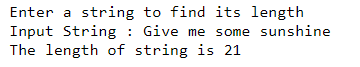 Enter a string to find its length
Input String : Give me some sunshine
The length of string is 21